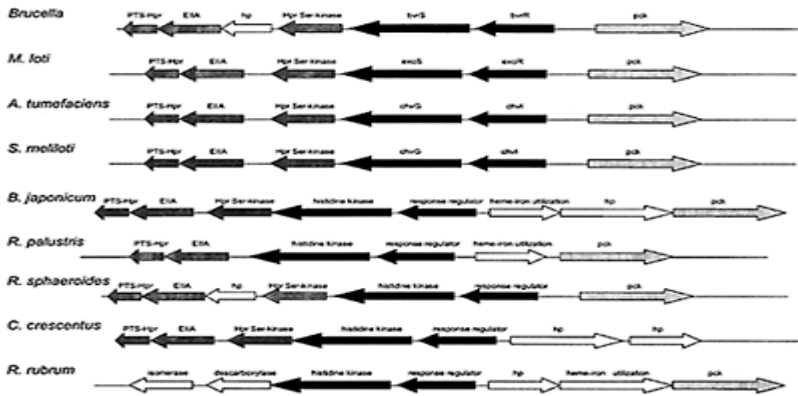 Brucella
PTS-Hpr EIIA hp Hpr Ser-kinase bvrS bvrR pck
M. loti
PTS-Hpr EIIA Hpr Ser-kinase exoS exoR pck
A. tumefaciens
PTS-Hpr EIIA Hpr Ser-kinase chvG chvI pck
S. meliloti
PTS-Hpr EIIA Hpr Ser-kinase chvG chvI pck
B. japonicum
PTS-Hpr EIIA Hpr Ser-kinase histidine kinase response regulator heme-iron utilization hp pck
R. palustris
PTS-Hpr EIIA histidine kinase response regulator heme-iron utilization pck
R. sphaeroides
PTS-Hpr EIIA hp Hpr Ser-kinase histidine kinase response regulator pck
C. crescentus
PTS-Hpr EIIA Hpr Ser-kinase histidine kinase response regulator hp hp
R. rubrum
isomerase descarboxylase histidine kinase response regulator hp heme-iron utilization pck